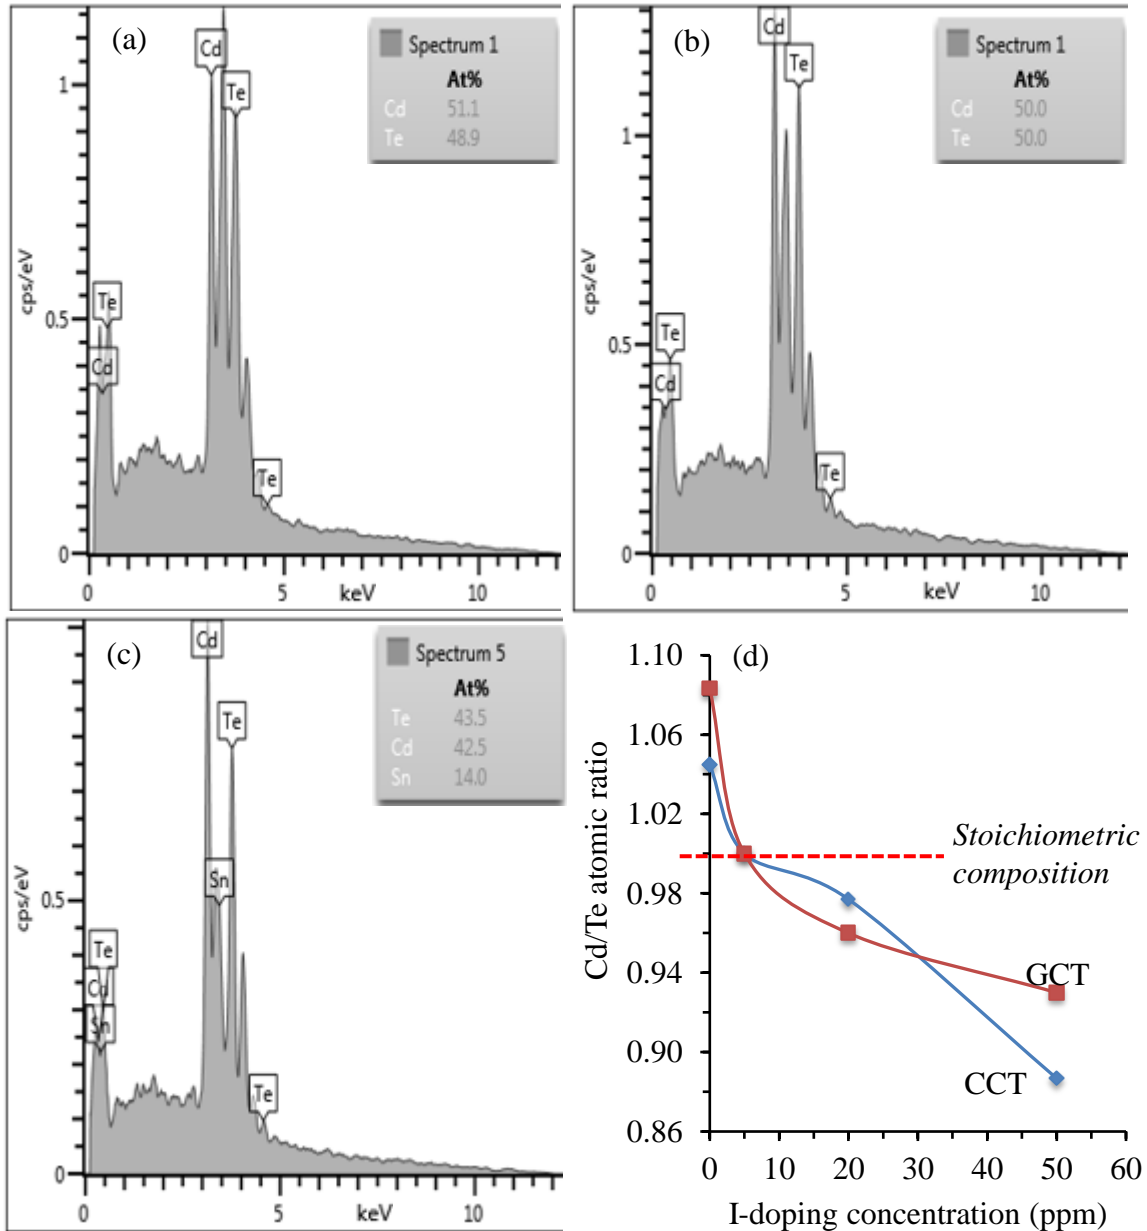 (a)
Spectrum 1
At%
Cd 51.1
Te 48.9
Cd
Te
Te
Cd
Te
1
0.5
0
cps/eV
0 5 10
keV
(b)
Spectrum 1
At%
Cd 50.0
Te 50.0
Cd
Te
Te
Cd
Te
1
0.5
0
cps/eV
0 5 10
keV
(c)
Spectrum 5
At%
Te 43.5
Cd 42.5
Sn 14.0
Cd
Te
Sn
Te
Cd
Sn
Te
0.5
0
cps/eV
0 5 10
keV
(d)
1.10
1.06
1.02
0.98
0.94
0.90
0.86
Cd/Te atomic ratio
Stoichiometric
composition
GCT
CCT
0 10 20 30 40 50 60
I-doping concentration (ppm)